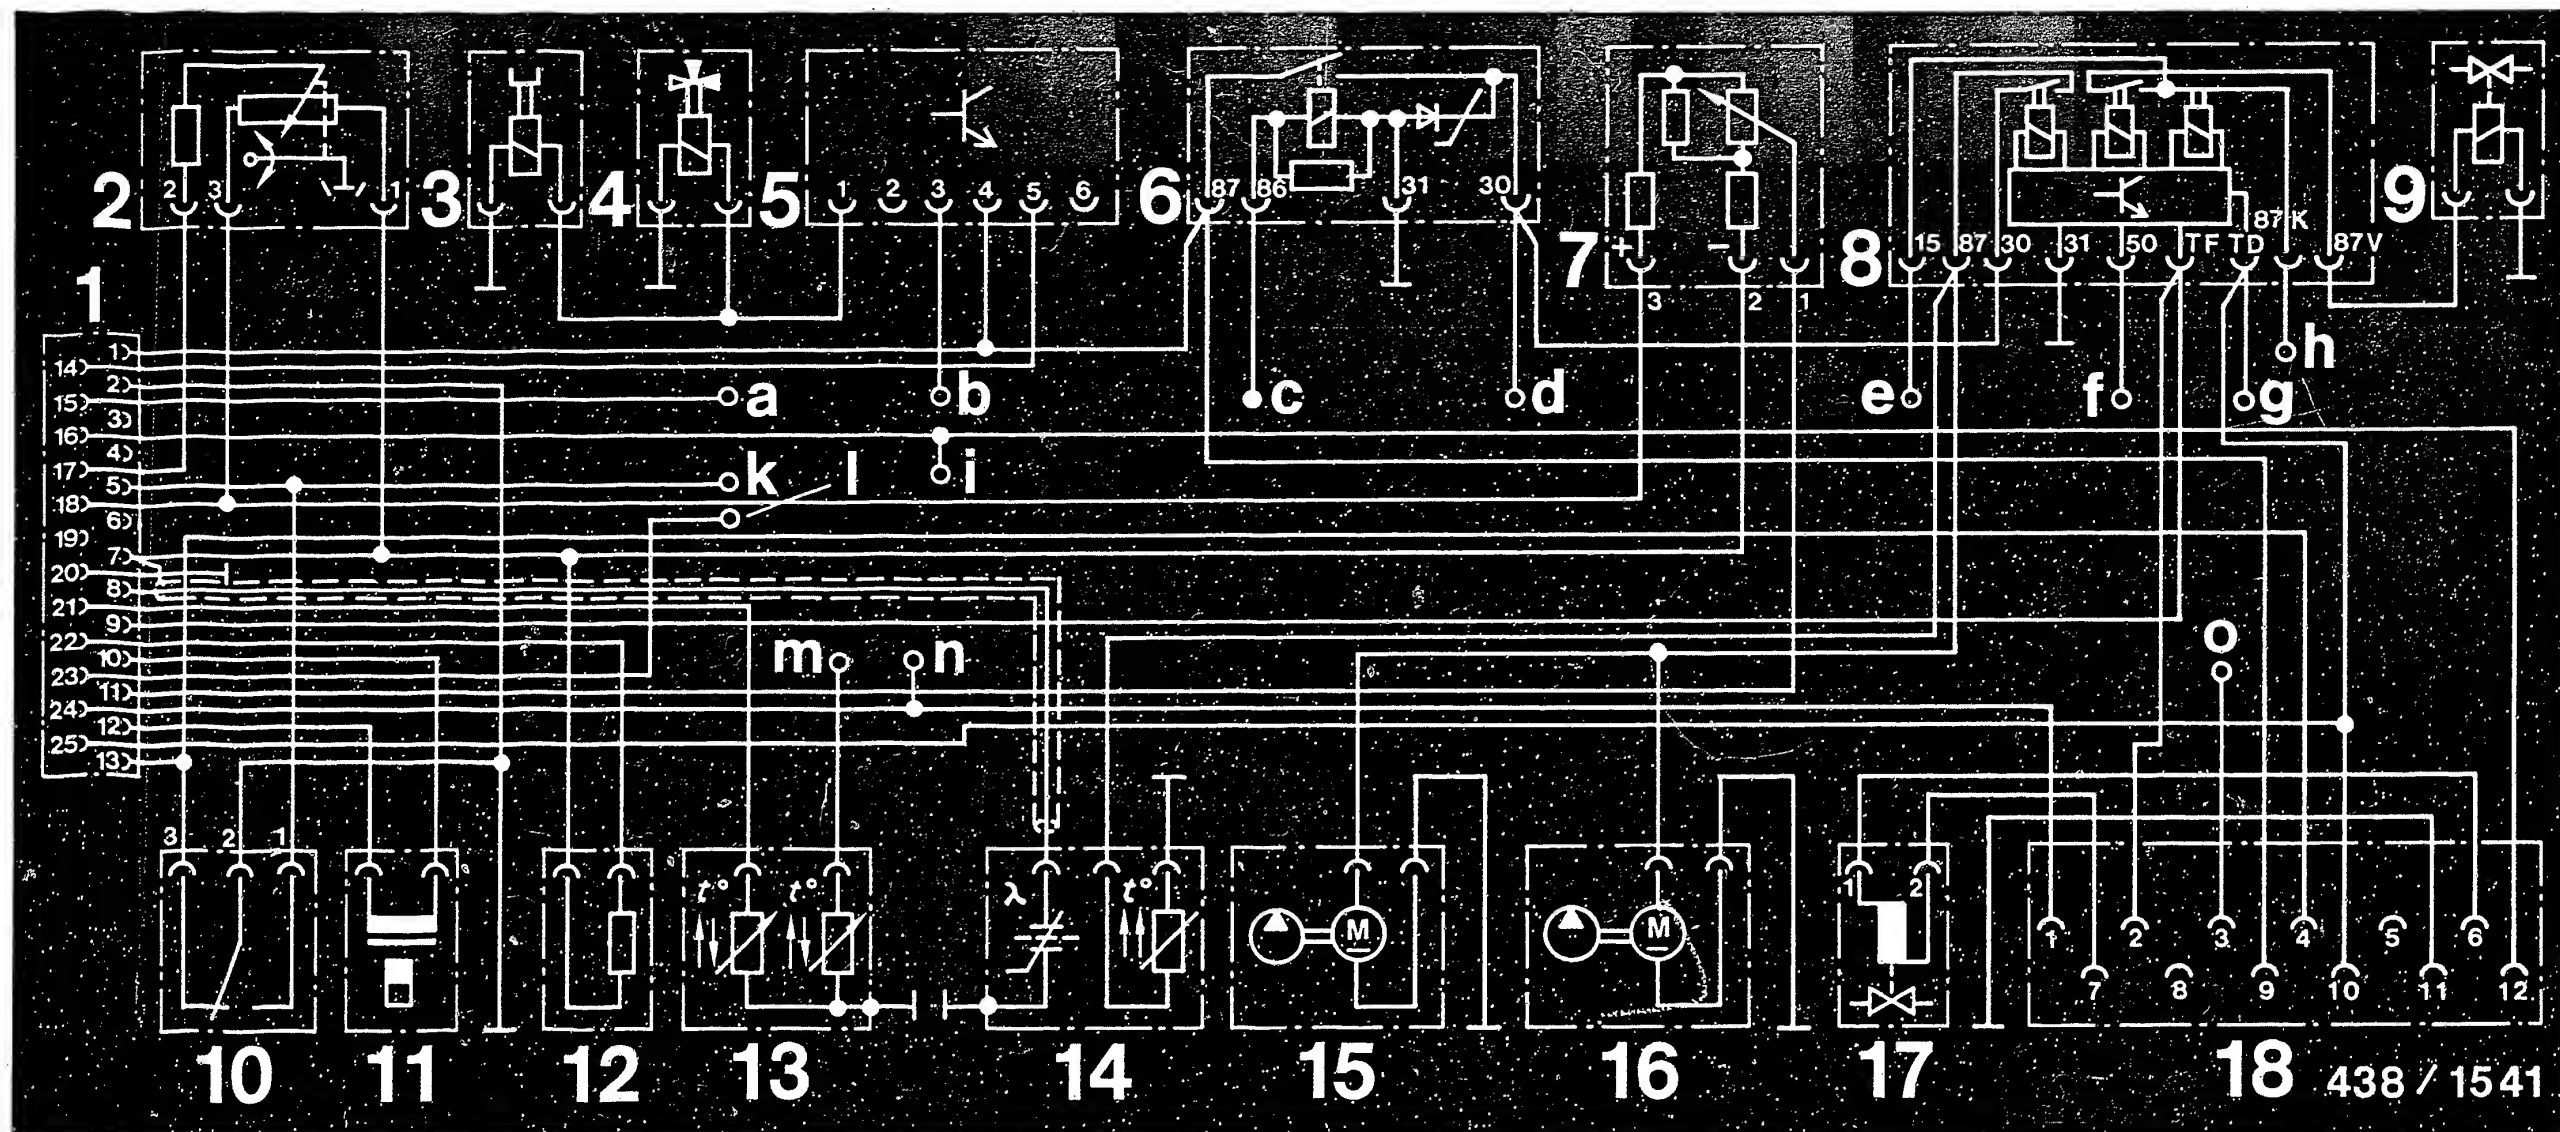 2 3 1
1 2 3 4 5 6
87 86 31 30
+ −
3 2 1
15 87 30 31 50 TF TD 87K 87V
2 3 4 5 6 7 8 9
1
1
14
2
15
3
16
4
17
5
18
6
19
7
20
8
21
9
22
10
23
11
24
12
25
13
a b c d e f g h
k l i
m n o
3 2 1
t° t°
λ t°
M
M
1 2
1 2 3 4 5 6
7 8 9 10 11 12
10 11 12 13 14 15 16 17 18
438 / 1541